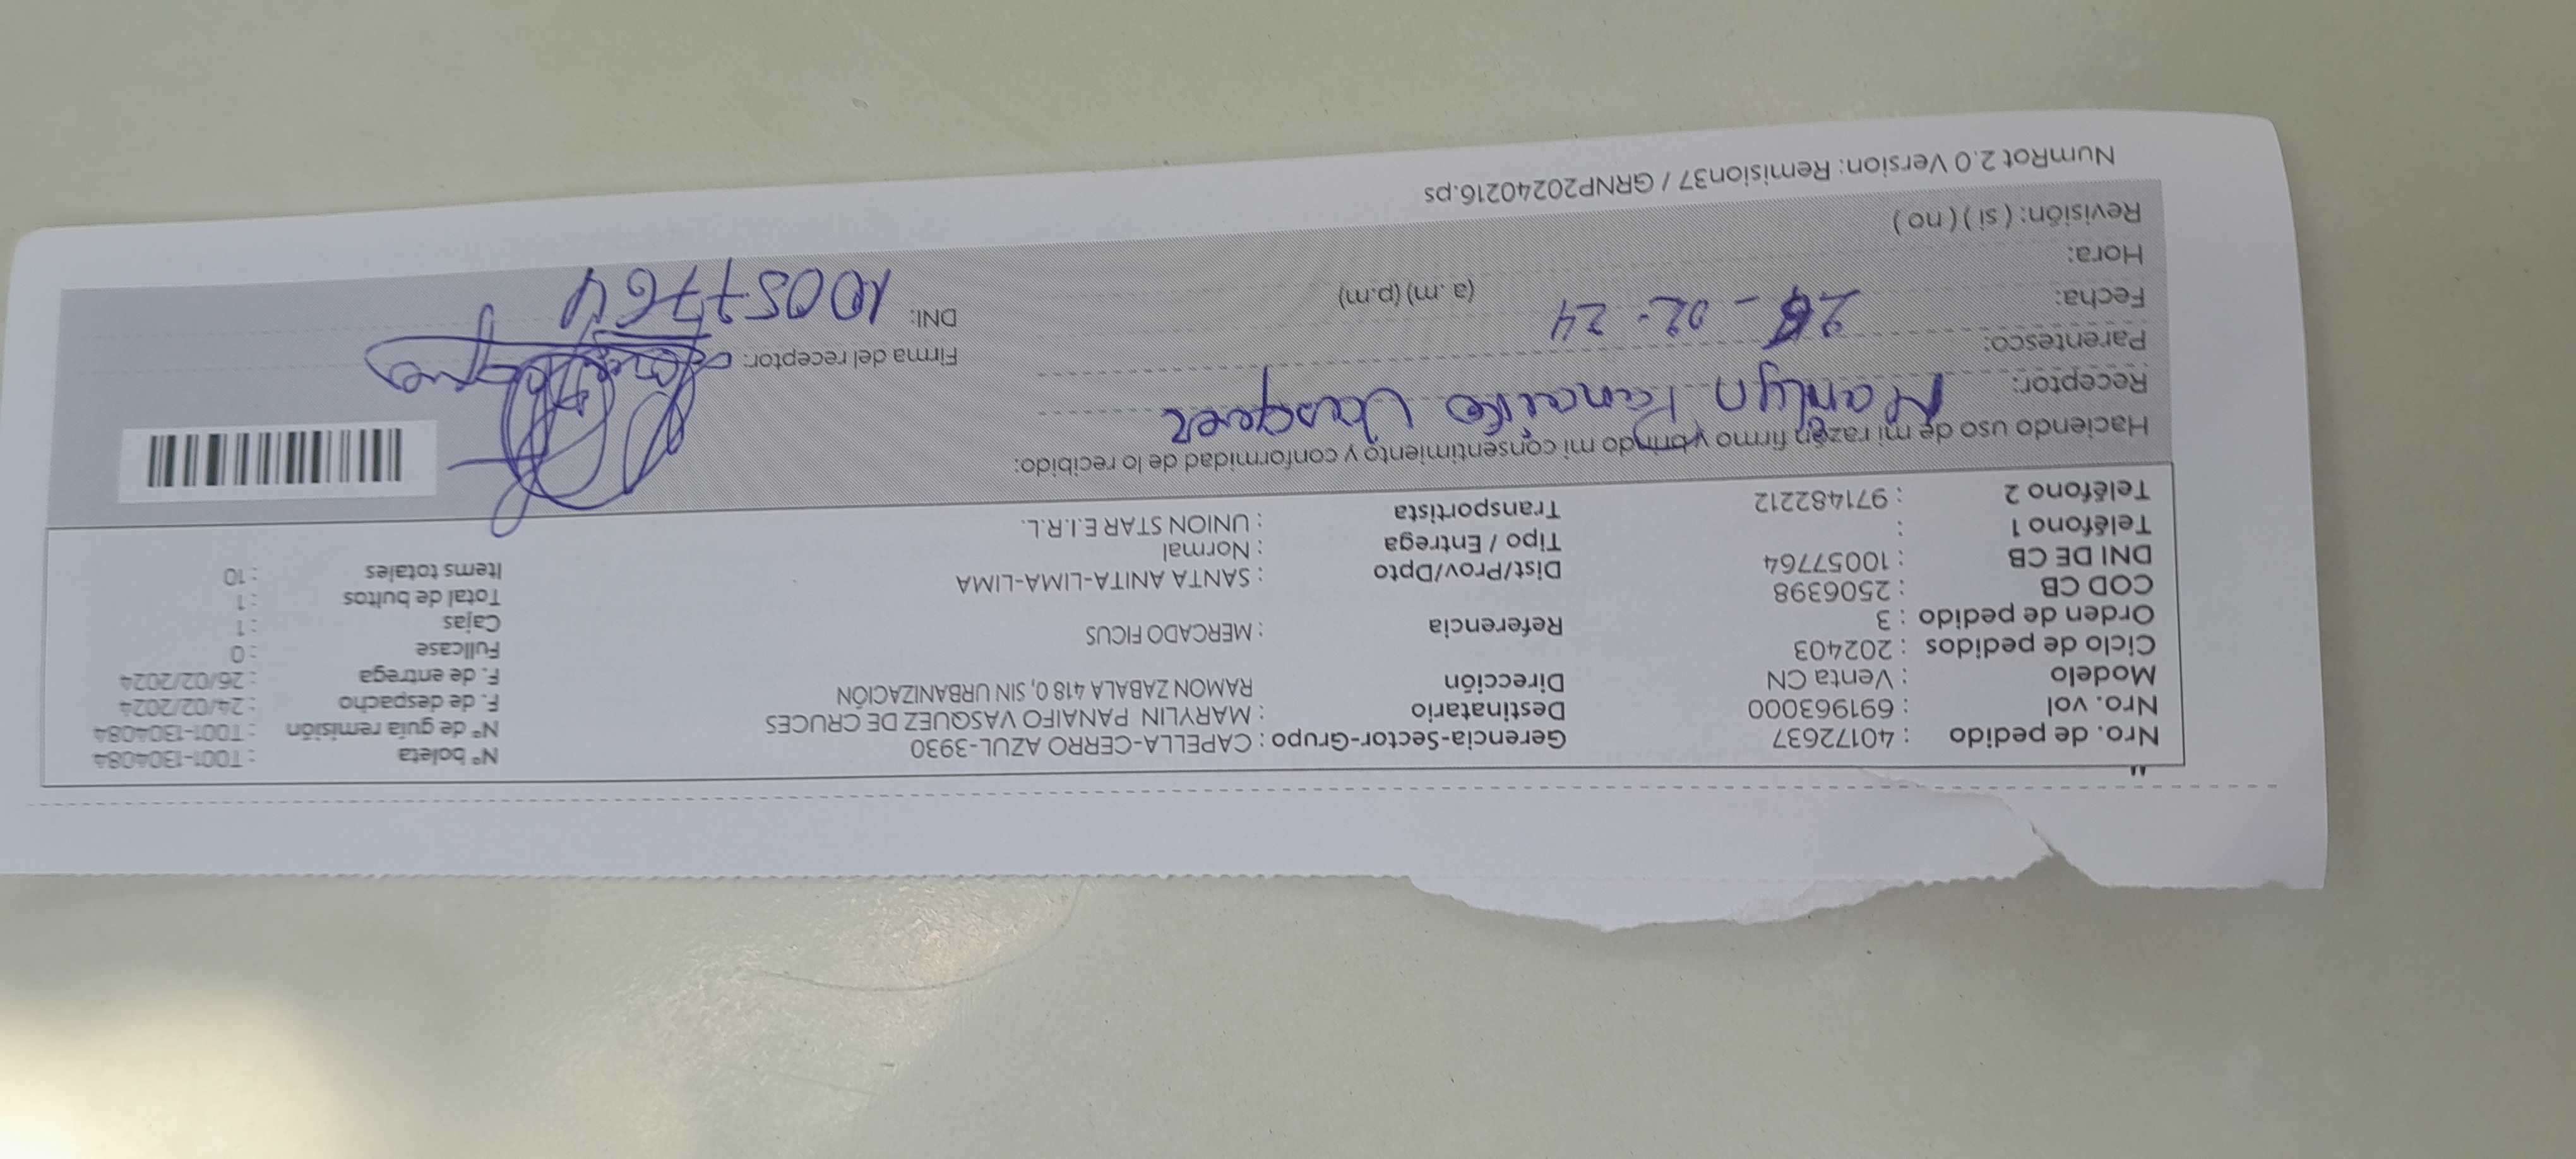 Nro. de pedido : 40172637 Gerencia-Sector-Grupo : CAPELLA-CERRO AZUL-3930 N° boleta : T001-1304084
Nro. vol : 691963000 Destinatario : MARYLIN PANAIFO VASQUEZ DE CRUCES N° de guía remisión : T001-1304084
Modelo : Venta CN Dirección RAMON ZABALA 418 0, SIN URBANIZACIÓN F. de despacho : 24/02/2024
Ciclo de pedidos : 202403 F. de entrega : 26/02/2024
Orden de pedido : 3 Referencia : MERCADO FICUS Fullcase : 0
COD CB : 2506398 Cajas : 1
DNI DE CB : 10057764 Dist/Prov/Dpto : SANTA ANITA-LIMA-LIMA Total de bultos : 1
Teléfono 1 : Tipo / Entrega : Normal Items totales : 10
Teléfono 2 : 971482212 Transportista : UNION STAR E.I.R.L.
Haciendo uso de mi razón firmo y brindo mi consentimiento y conformidad de lo recibido:
Receptor: Marilyn Panaifo Vasquez
Parentesco: Firma del receptor:
Fecha: 26-02-24 DNI: 10057764
Hora: (a.m) (p.m)
Revisión: ( si ) ( no )
NumRot 2.0 Version: Remision37 / GRNP20240216.ps